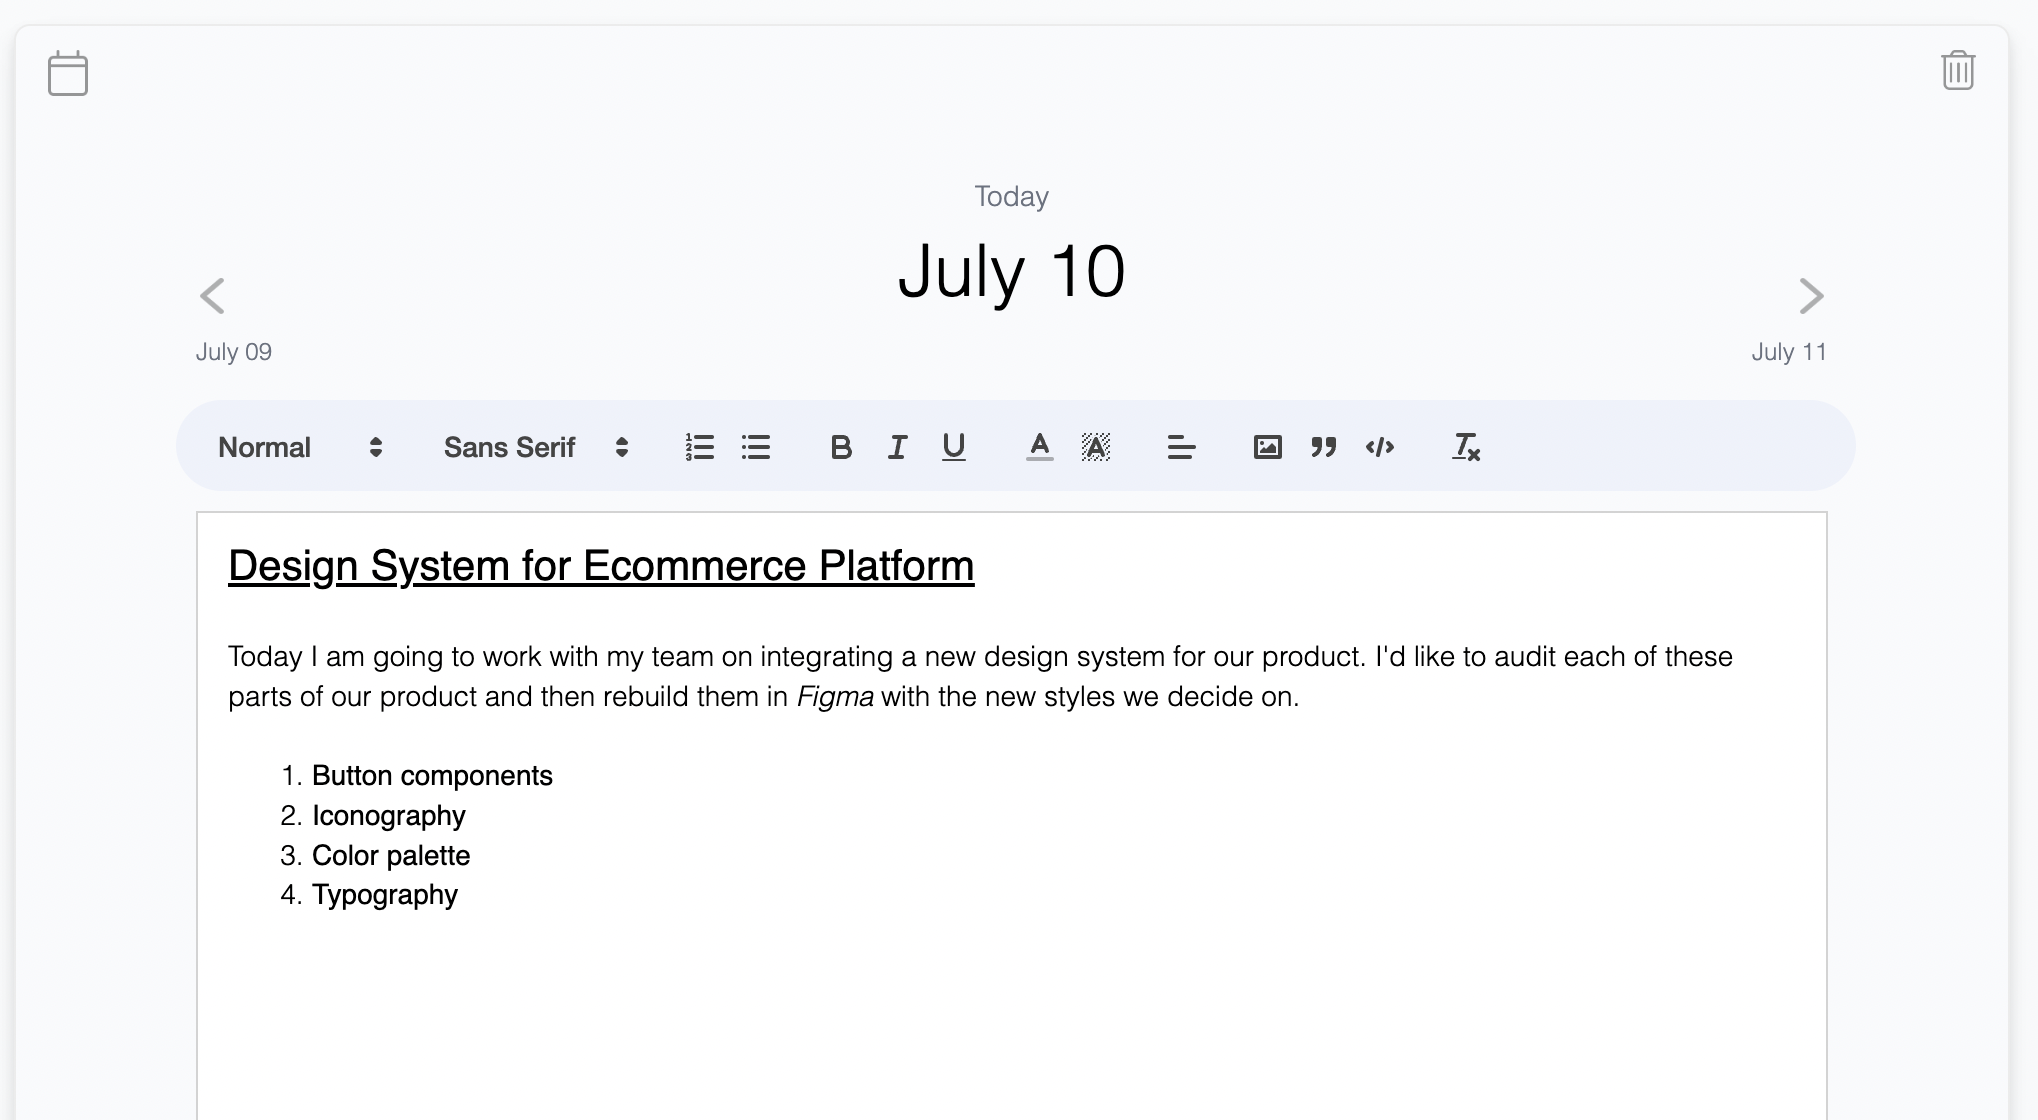 Today
July 10
July 09
July 11
Normal Sans Serif
Design System for Ecommerce Platform
Today I am going to work with my team on integrating a new design system for our product. I'd like to audit each of these
parts of our product and then rebuild them in Figma with the new styles we decide on.
1. Button components
2. Iconography
3. Color palette
4. Typography